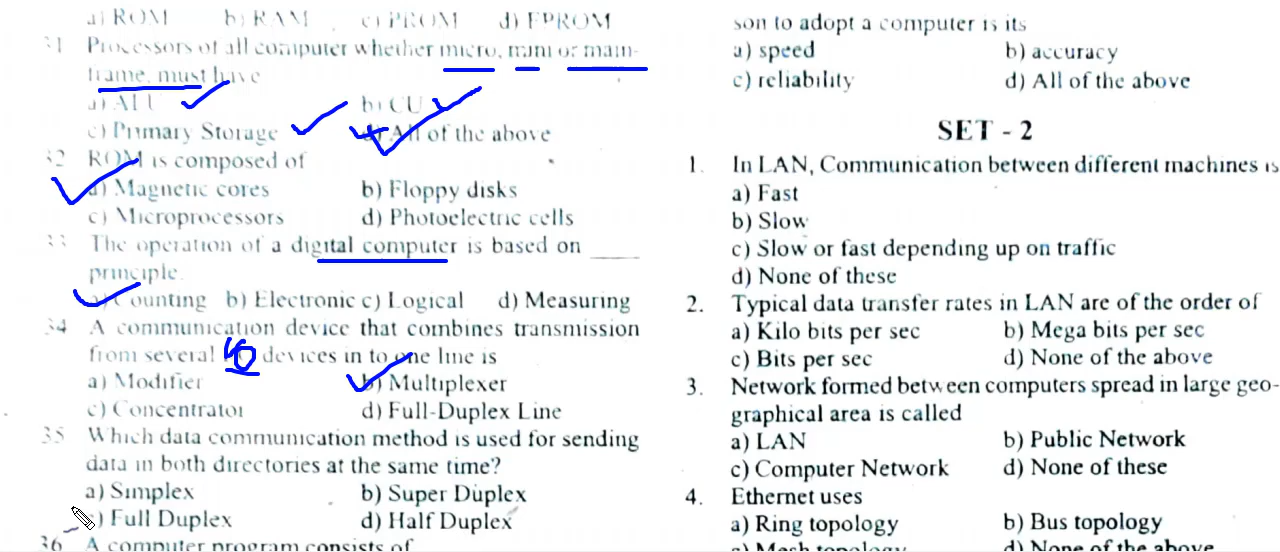 a) ROM b) RAM c) PROM d) EPROM
31 Processors of all computer whether micro, mini or main-
frame, must have
a) ALU b) CU
c) Primary Storage d) All of the above
32 ROM is composed of
a) Magnetic cores b) Floppy disks
c) Microprocessors d) Photoelectric cells
33 The operation of a digital computer is based on ____
principle.
a) Counting b) Electronic c) Logical d) Measuring
34 A communication device that combines transmission
from several devices in to one line is
a) Modifier b) Multiplexer
c) Concentrator d) Full-Duplex Line
35 Which data communication method is used for sending
data in both directories at the same time?
a) Simplex b) Super Duplex
c) Full Duplex d) Half Duplex
36 A computer program consists of
son to adopt a computer is its
a) speed b) accuracy
c) reliability d) All of the above
SET - 2
1. In LAN, Communication between different machines is
a) Fast
b) Slow
c) Slow or fast depending up on traffic
d) None of these
2. Typical data transfer rates in LAN are of the order of
a) Kilo bits per sec b) Mega bits per sec
c) Bits per sec d) None of the above
3. Network formed between computers spread in large geo-
graphical area is called
a) LAN b) Public Network
c) Computer Network d) None of these
4. Ethernet uses
a) Ring topology b) Bus topology
c) Mesh topology d) None of the above